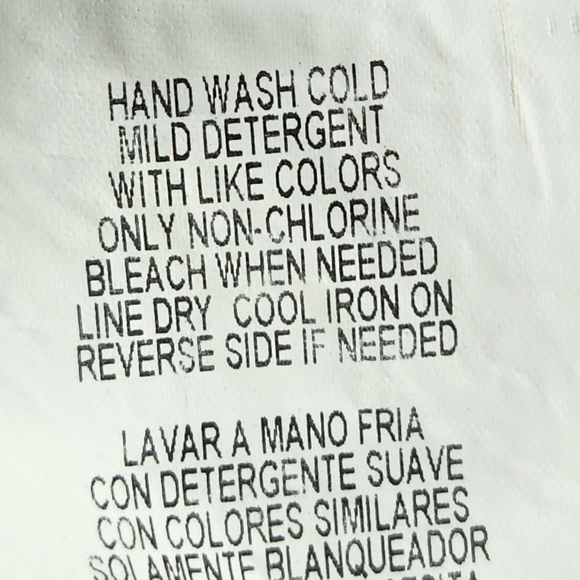 HAND WASH COLD
MILD DETERGENT
WITH LIKE COLORS
ONLY NON-CHLORINE
BLEACH WHEN NEEDED
LINE DRY COOL IRON ON
REVERSE SIDE IF NEEDED
LAVAR A MANO FRIA
CON DETERGENTE SUAVE
CON COLORES SIMILARES
SOLAMENTE BLANQUEADOR